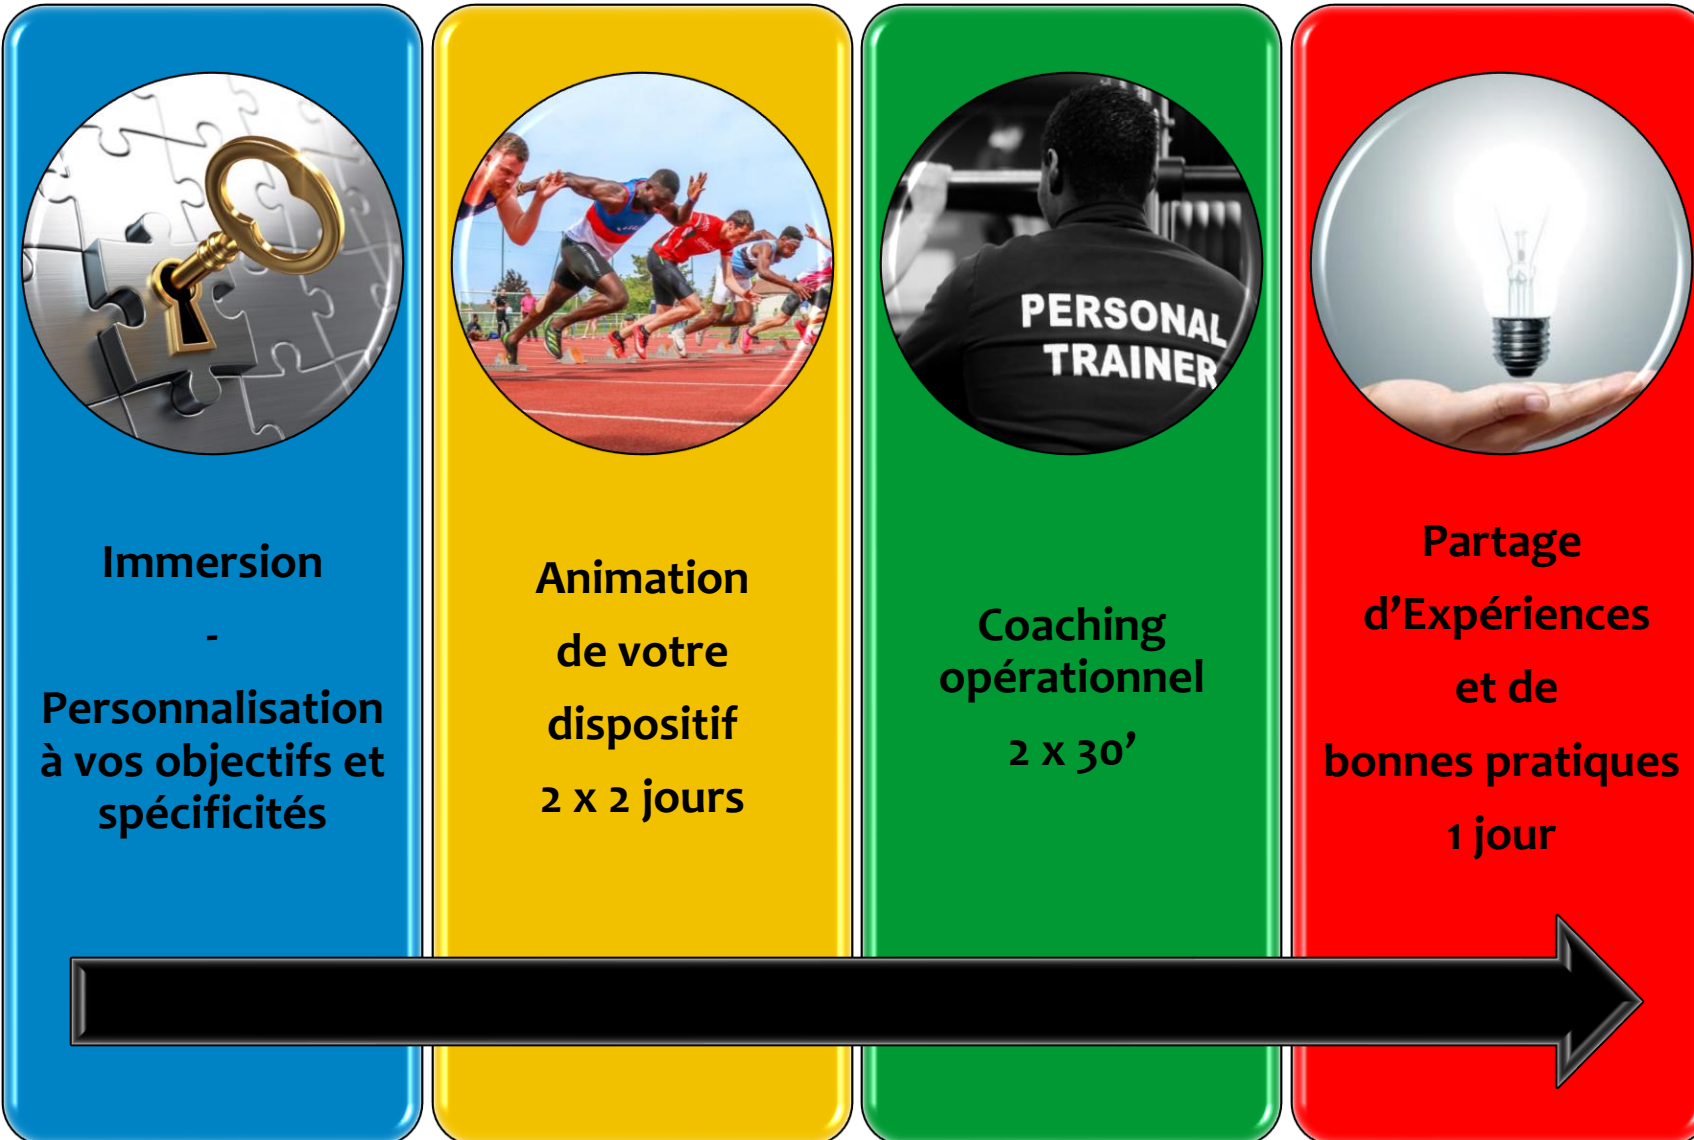 Immersion
-
Personnalisation
à vos objectifs et
spécificités
Animation
de votre
dispositif
2 x 2 jours
PERSONAL
TRAINER
Coaching
opérationnel
2 x 30’
Partage
d’Expériences
et de
bonnes pratiques
1 jour